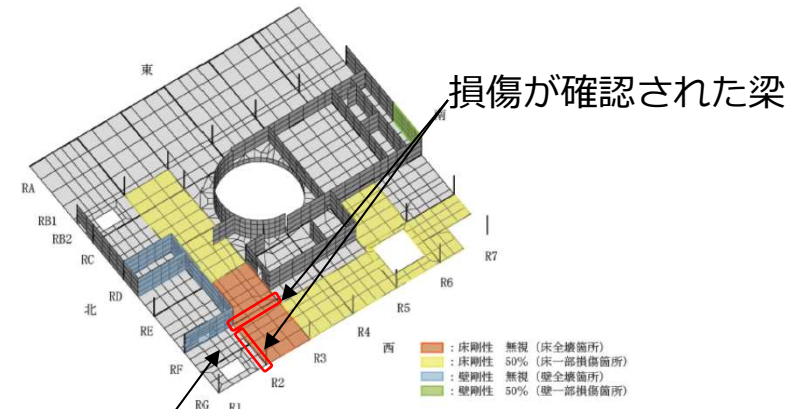 東
損傷が確認された梁
南
RA
RB1
RB2
RC
RD
北
RE
RF
RG
R1
R2
R3
R4
R5
R6
R7
西
：床剛性 無視（床全壊箇所）
：床剛性 50%（床一部損傷箇所）
：壁剛性 無視（壁全壊箇所）
：壁剛性 50%（壁一部損傷箇所）